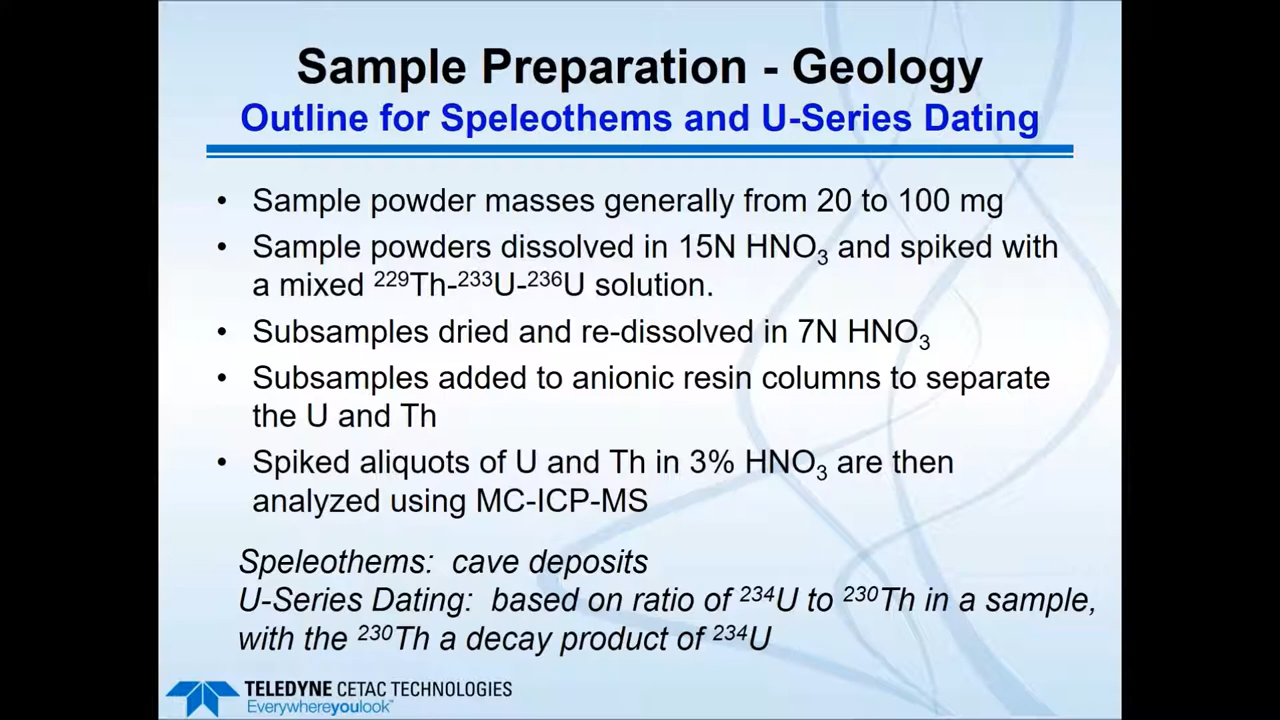 Sample Preparation - Geology
Outline for Speleothems and U-Series Dating
• Sample powder masses generally from 20 to 100 mg
• Sample powders dissolved in 15N HNO₃ and spiked with
a mixed ²²⁹Th-²³³U-²³⁶U solution.
• Subsamples dried and re-dissolved in 7N HNO₃
• Subsamples added to anionic resin columns to separate
the U and Th
• Spiked aliquots of U and Th in 3% HNO₃ are then
analyzed using MC-ICP-MS
Speleothems: cave deposits
U-Series Dating: based on ratio of ²³⁴U to ²³⁰Th in a sample,
with the ²³⁰Th a decay product of ²³⁴U
TELEDYNE CETAC TECHNOLOGIES
Everywhereyoulook™